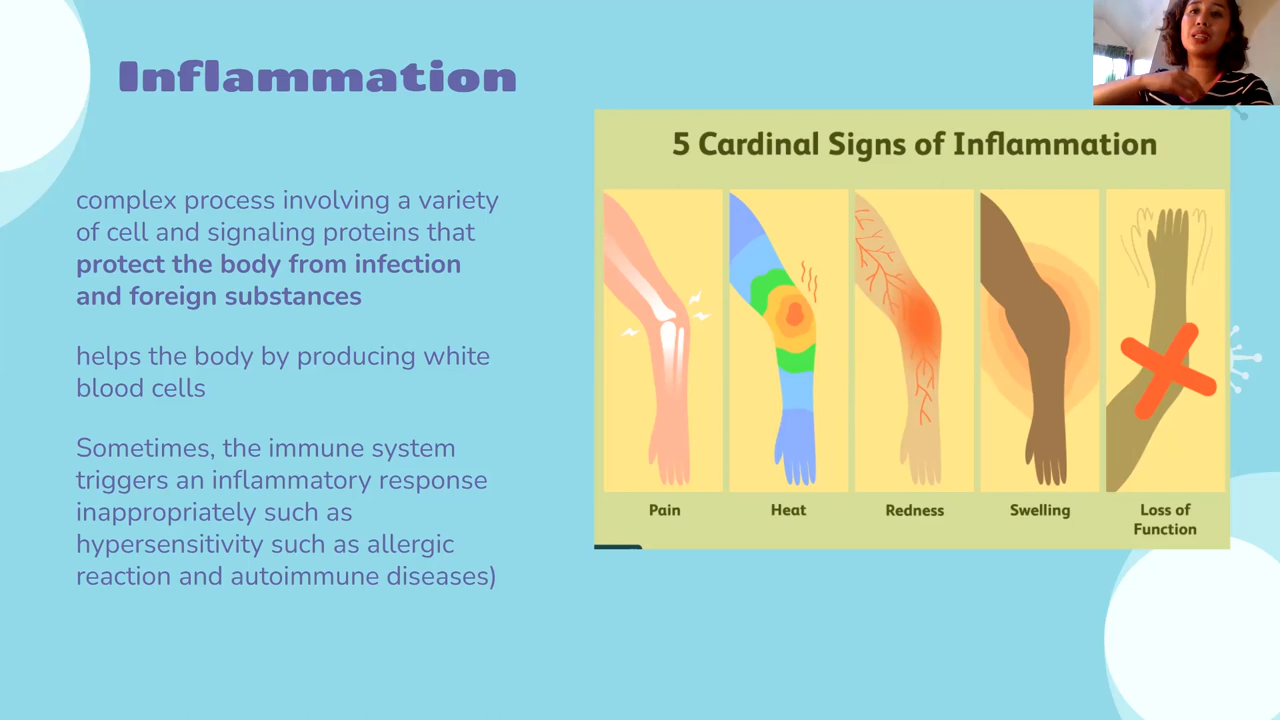 Inflammation
complex process involving a variety
of cell and signaling proteins that
protect the body from infection
and foreign substances
helps the body by producing white
blood cells
Sometimes, the immune system
triggers an inflammatory response
inappropriately such as
hypersensitivity such as allergic
reaction and autoimmune diseases)
5 Cardinal Signs of Inflammation
Pain
Heat
Redness
Swelling
Loss of
Function